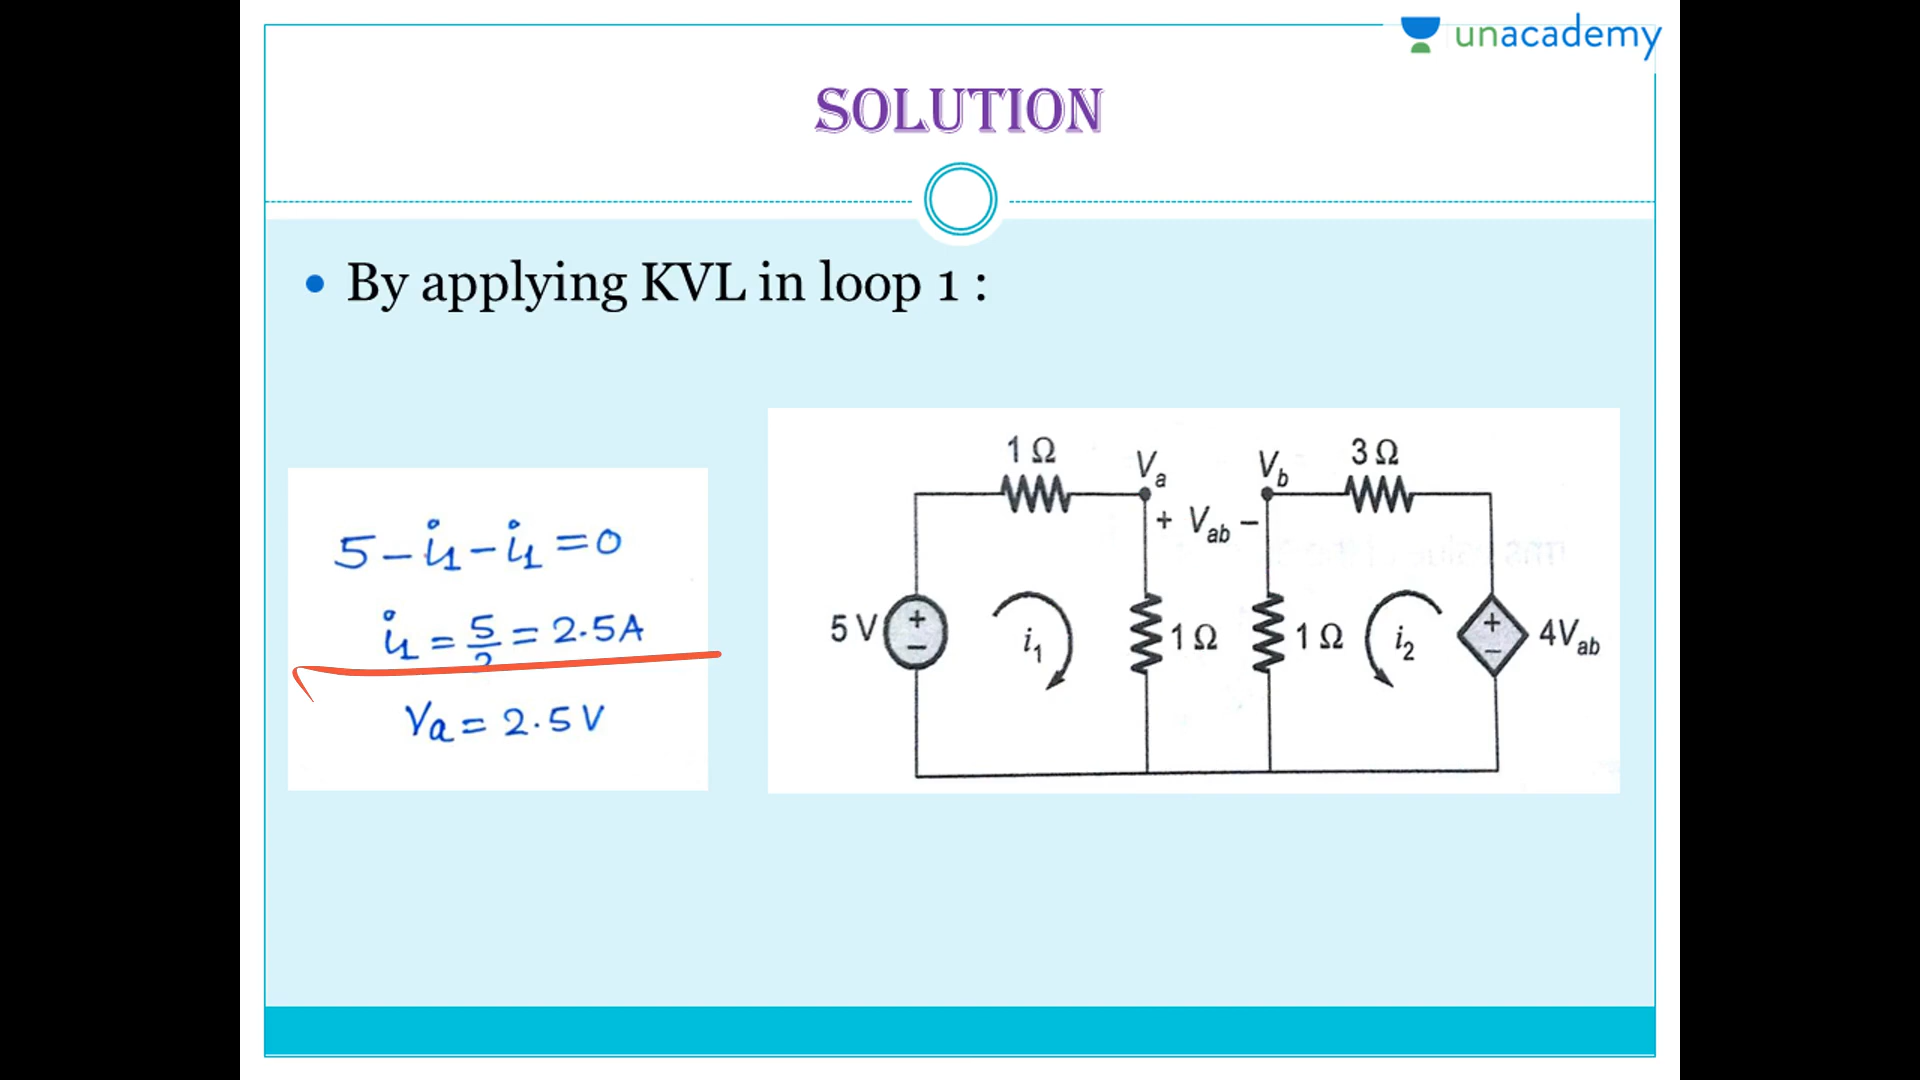 unacademy
SOLUTION
• By applying KVL in loop 1 :
5 - i₁ - i₁ = 0
i₁ = 5/2 = 2.5A
Va = 2.5V
1 Ω
Va
Vb
3 Ω
+ Vab −
5 V
+
−
i₁
1 Ω
1 Ω
i₂
+
−
4Vab